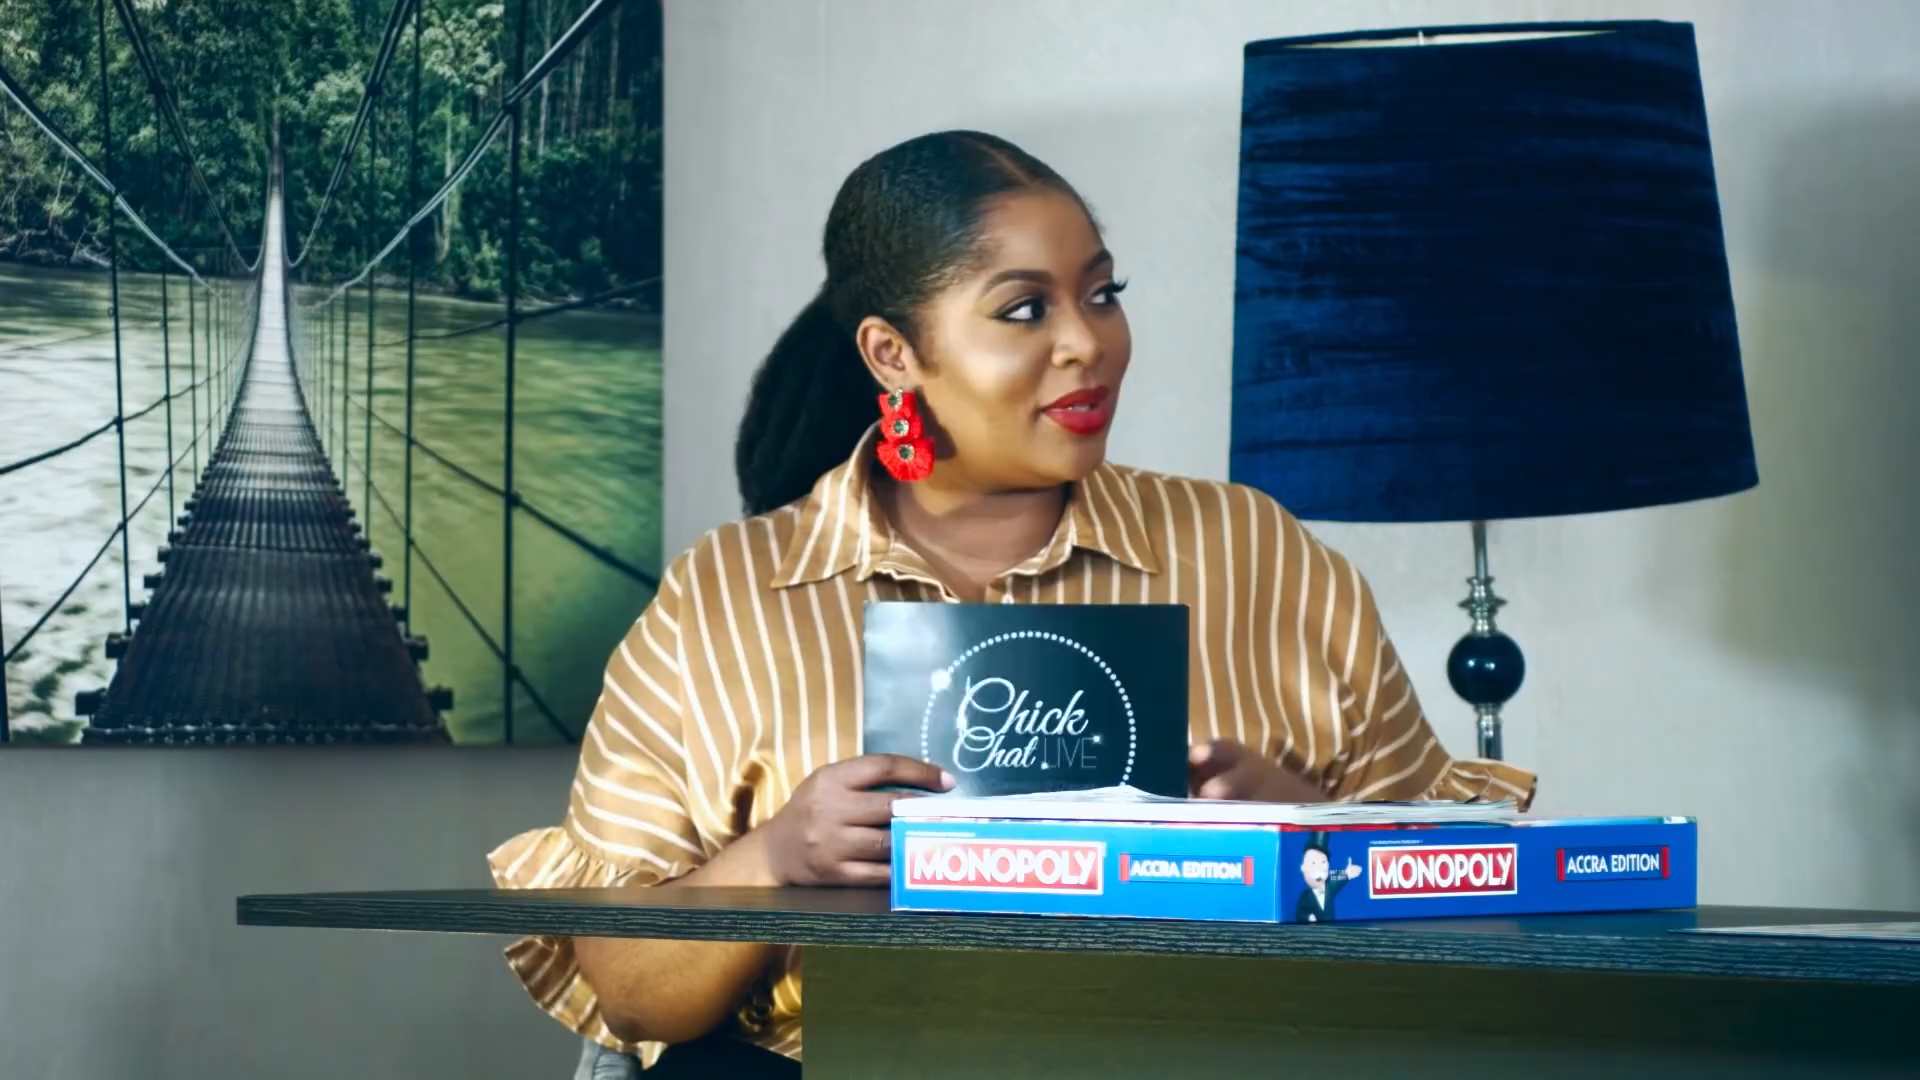 Chick
Chat LIVE
MONOPOLY
ACCRA EDITION
MONOPOLY
ACCRA EDITION